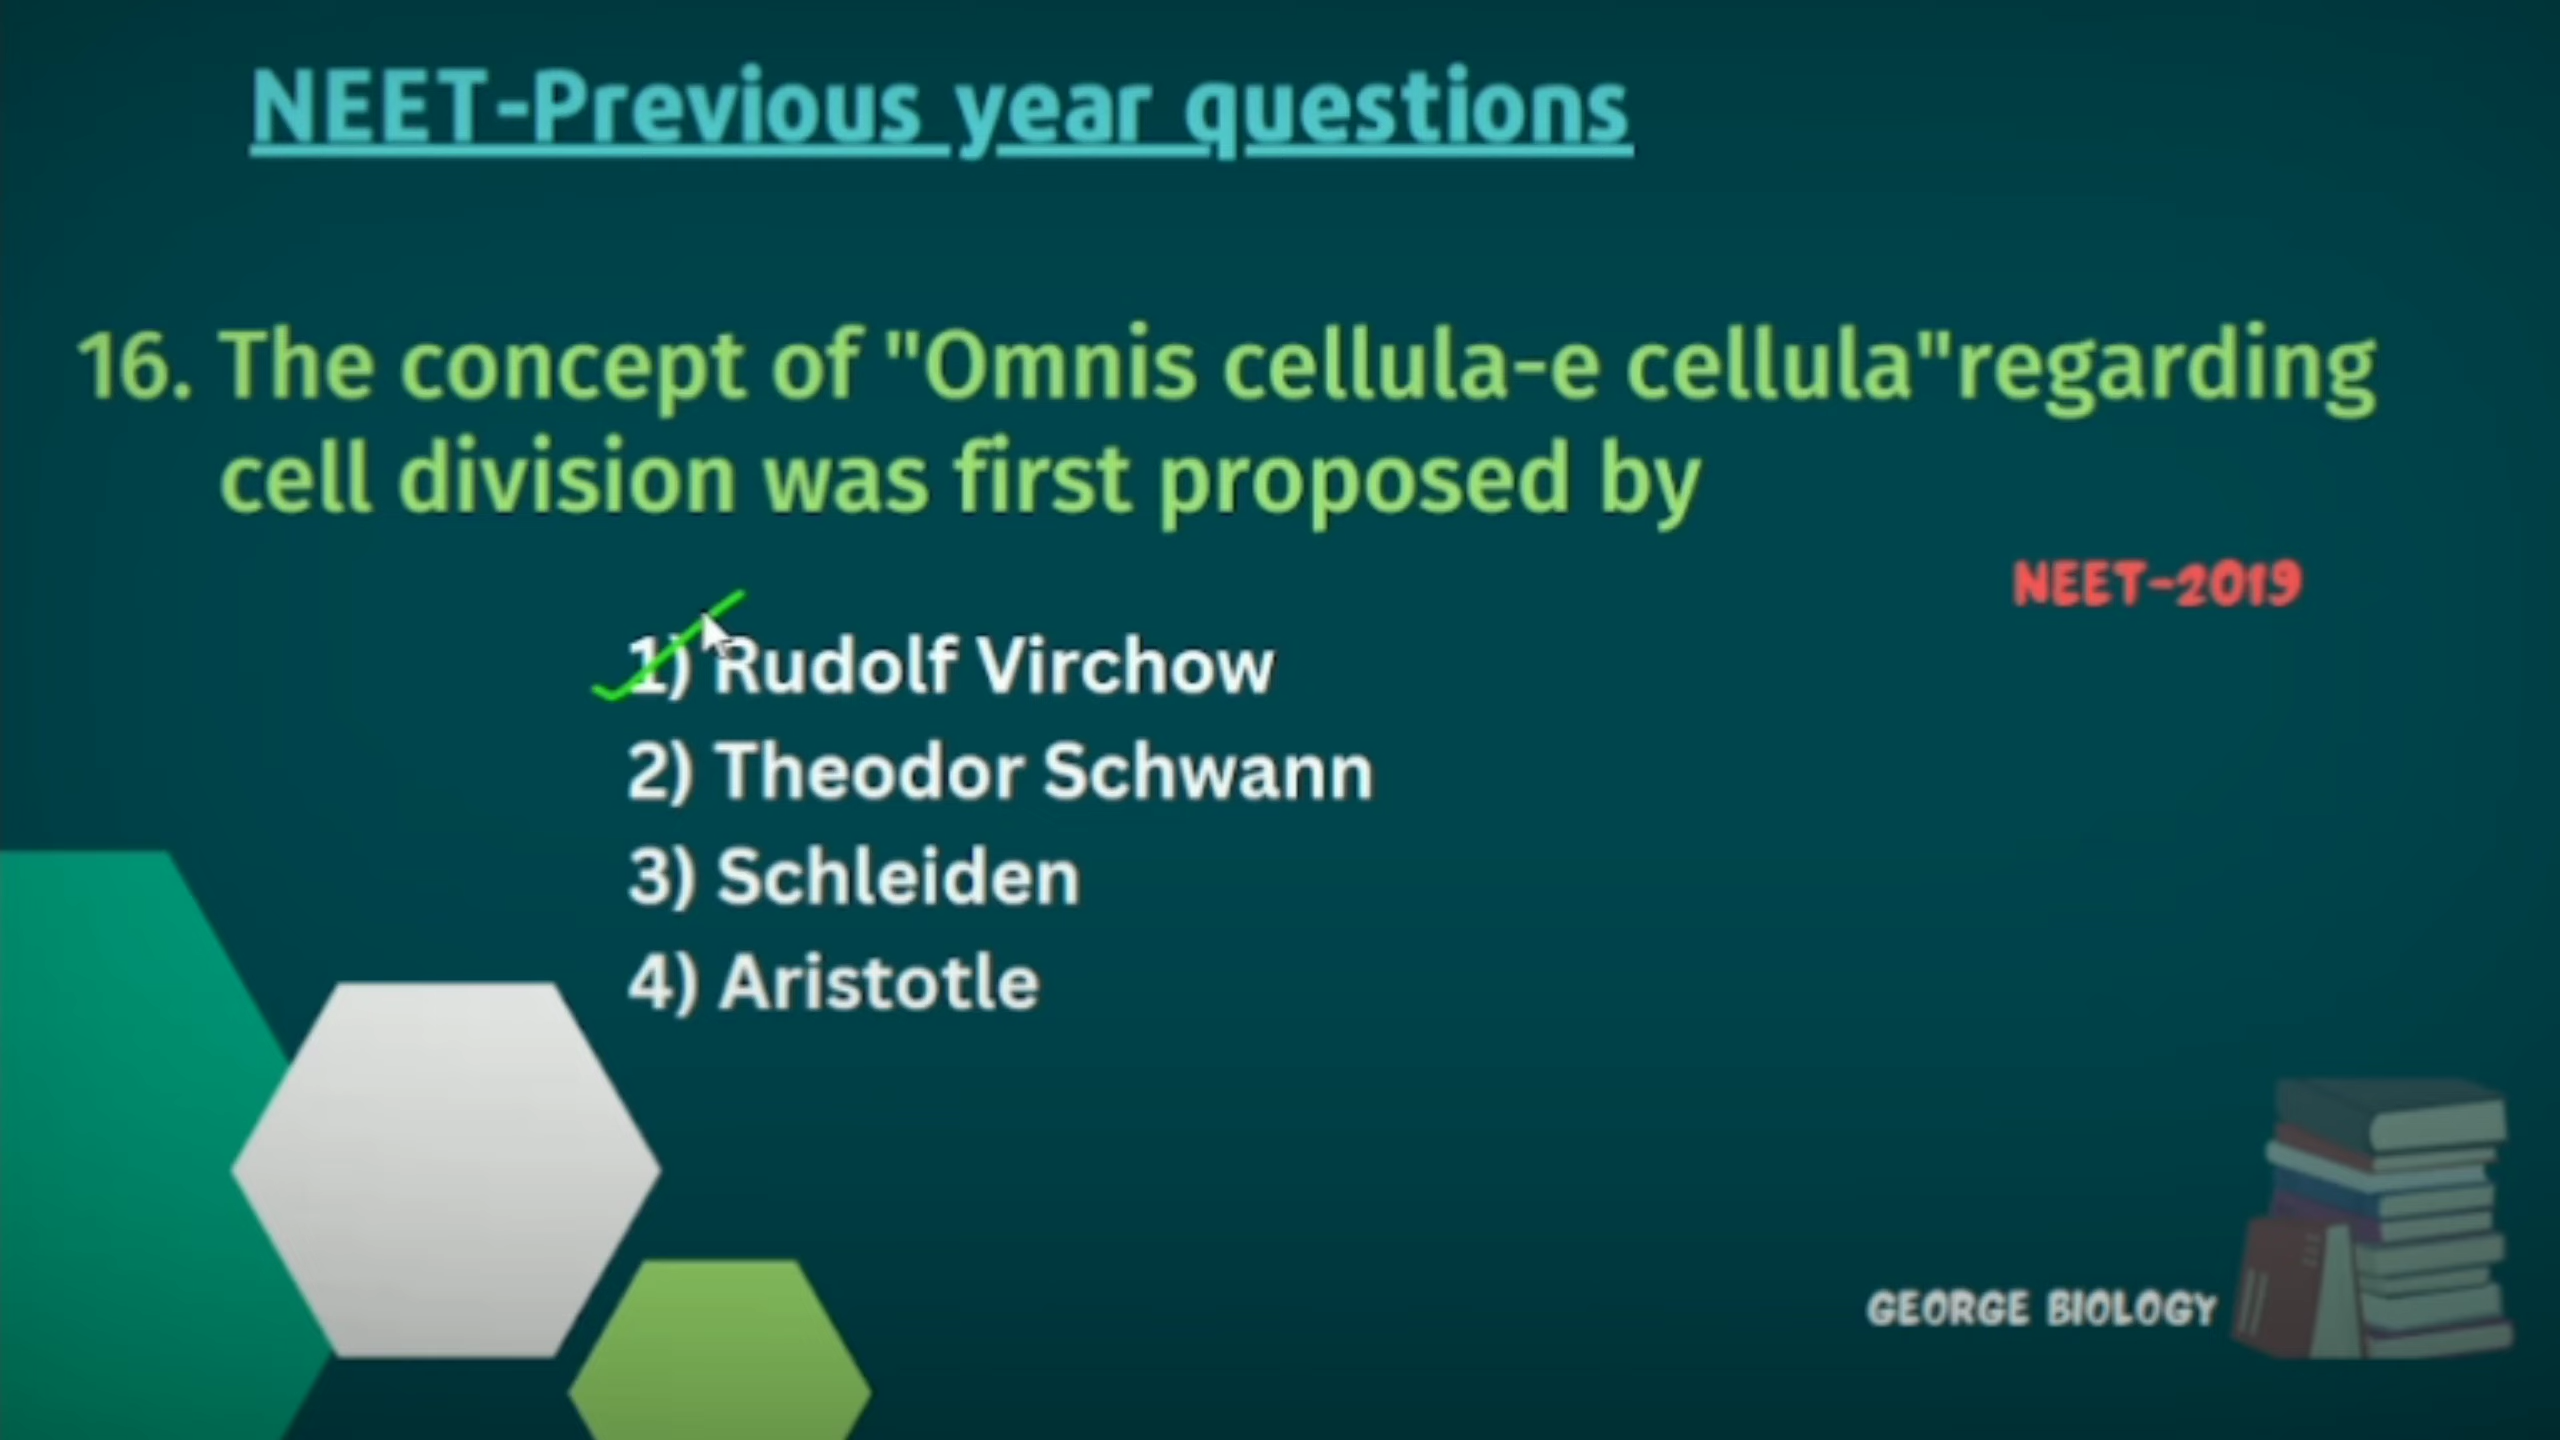 NEET-Previous year questions
16. The concept of "Omnis cellula-e cellula"regarding
cell division was first proposed by
NEET-2019
1) Rudolf Virchow
2) Theodor Schwann
3) Schleiden
4) Aristotle
GEORGE BIOLOGY